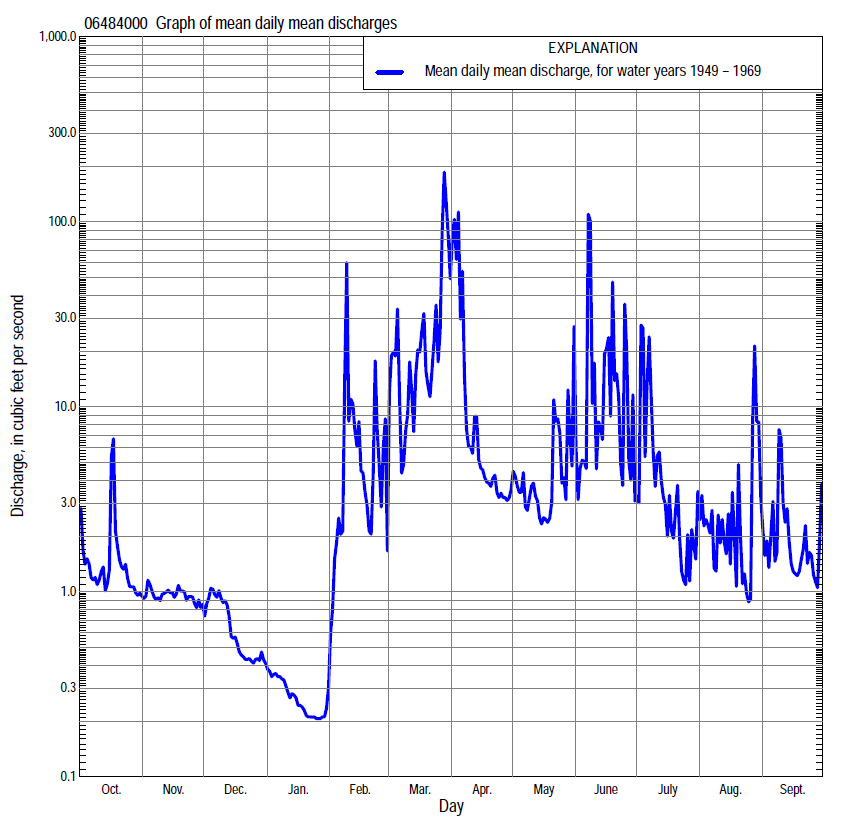 06484000 Graph of mean daily mean discharges
EXPLANATION
Mean daily mean discharge, for water years 1949 – 1969
1,000.0
300.0
100.0
30.0
10.0
3.0
1.0
0.3
0.1
Discharge, in cubic feet per second
Oct. Nov. Dec. Jan. Feb. Mar. Apr. May June July Aug. Sept.
Day